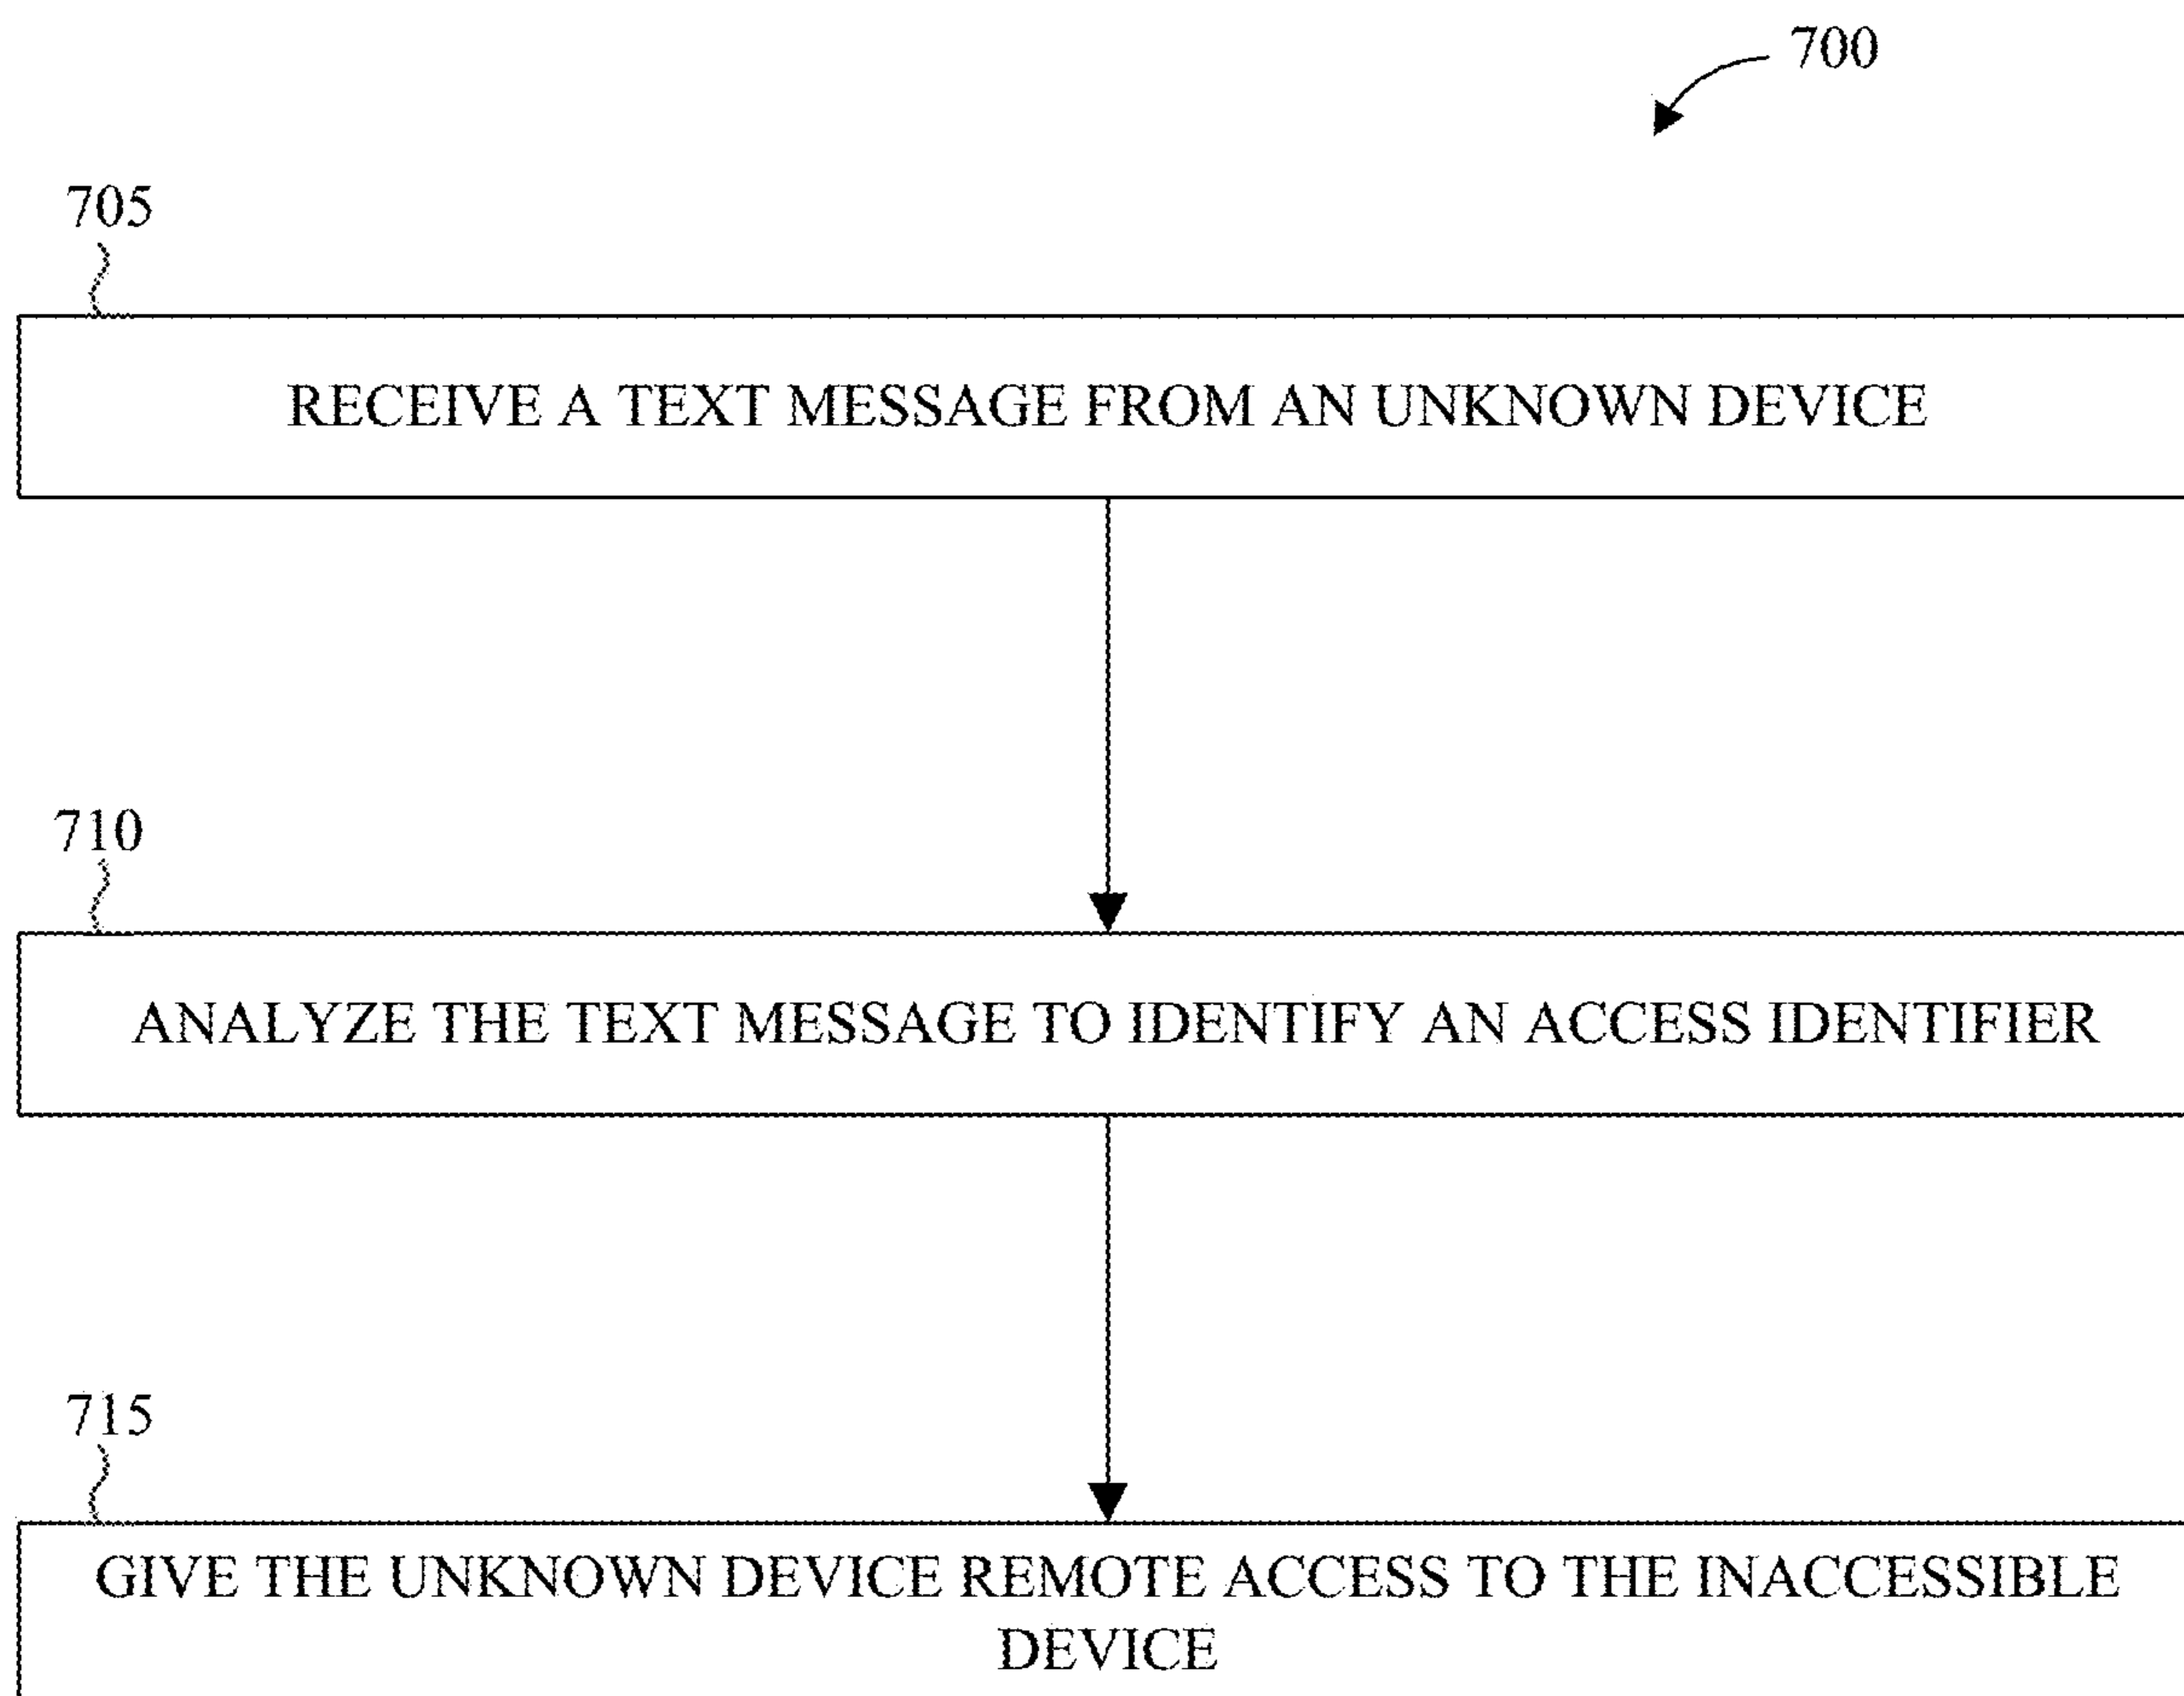 700
705
RECEIVE A TEXT MESSAGE FROM AN UNKNOWN DEVICE
710
ANALYZE THE TEXT MESSAGE TO IDENTIFY AN ACCESS IDENTIFIER
715
GIVE THE UNKNOWN DEVICE REMOTE ACCESS TO THE INACCESSIBLE
DEVICE